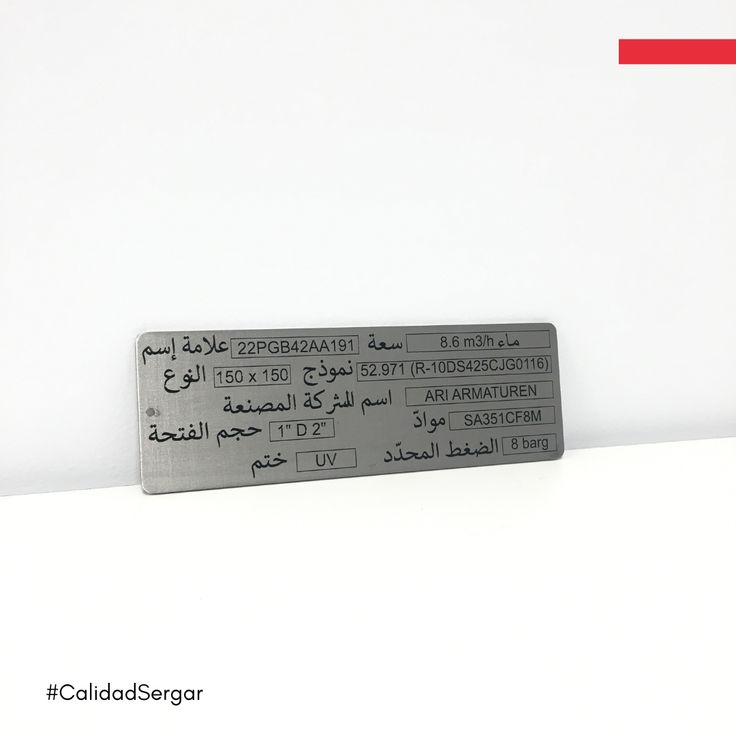 علامة إسم 22PGB42AA191 سعة 8.6 m3/h ماء
النوع 150 x 150 نموذج 52.971 (R-10DS425CJG0116)
اسم المشركة المصنعة ARI ARMATUREN
حجم الفتحة 1" D 2" موادّ SA351CF8M
ختم UV الضغط المحدّد 8 barg
#CalidadSergar